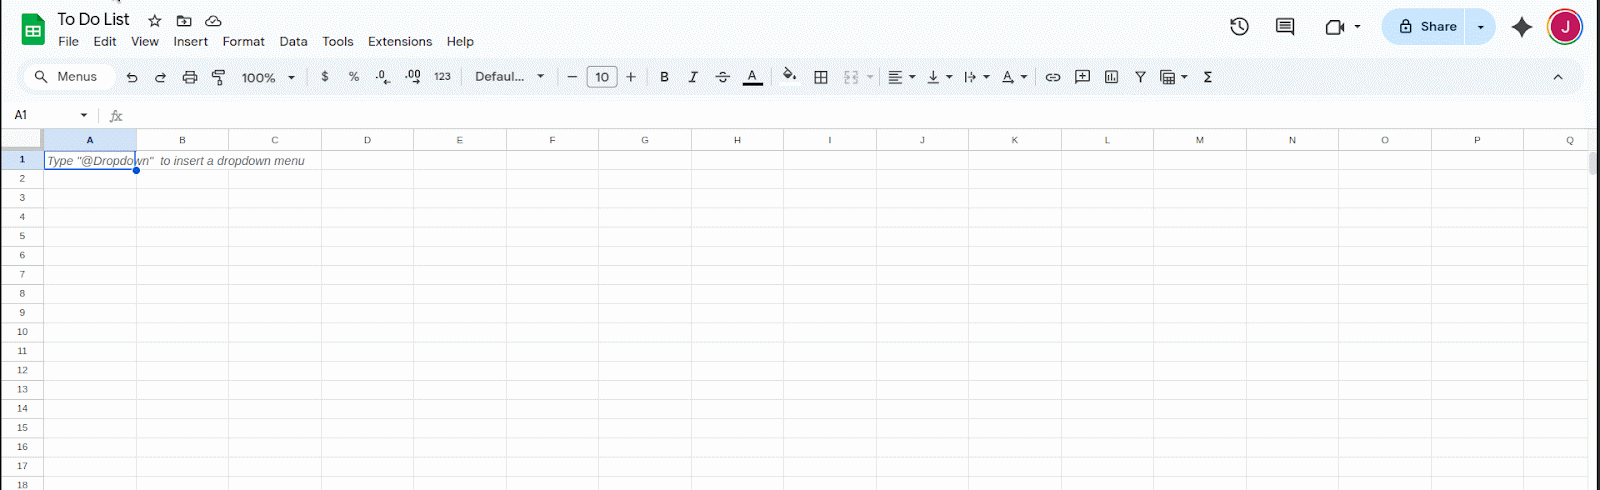 To Do List
File Edit View Insert Format Data Tools Extensions Help
Share
J
Menus 100% $ % .0 .00 123 Defaul... 10 B I S A Σ
A1 fx
A B C D E F G H I J K L M N O P Q
1 Type "@Dropdown" to insert a dropdown menu
2
3
4
5
6
7
8
9
10
11
12
13
14
15
16
17
18